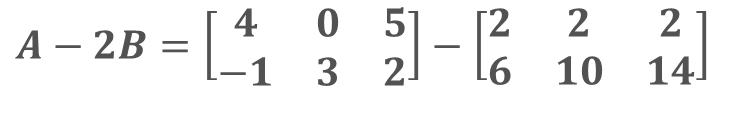 A − 2B = [4 0 5] − [2 2 2]
[−1 3 2] [6 10 14]